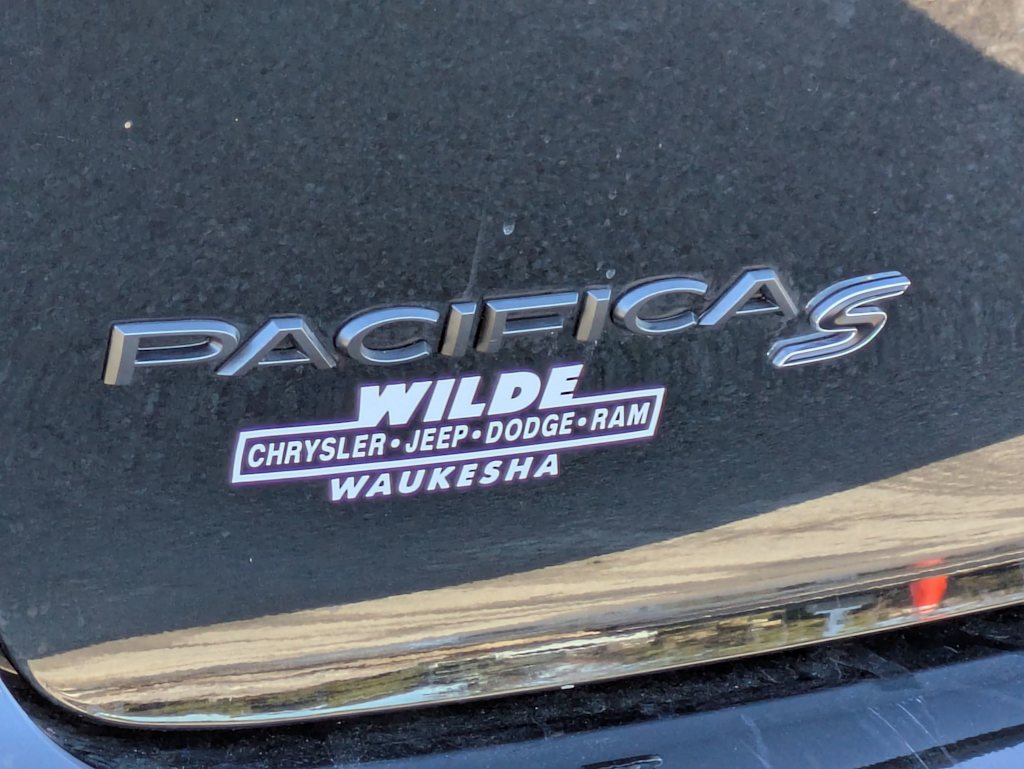 PACIFICA S
WILDE
CHRYSLER • JEEP • DODGE • RAM
WAUKESHA